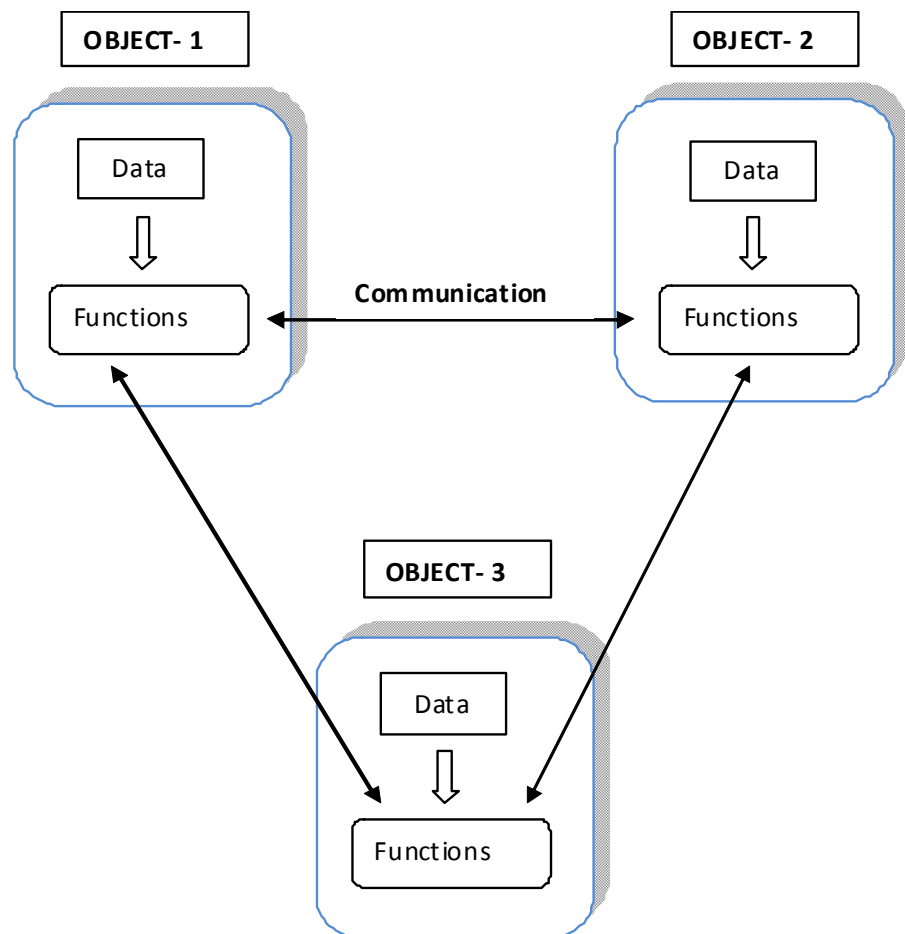 OBJECT- 1
OBJECT- 2
Data
Data
Communication
Functions
Functions
OBJECT- 3
Data
Functions